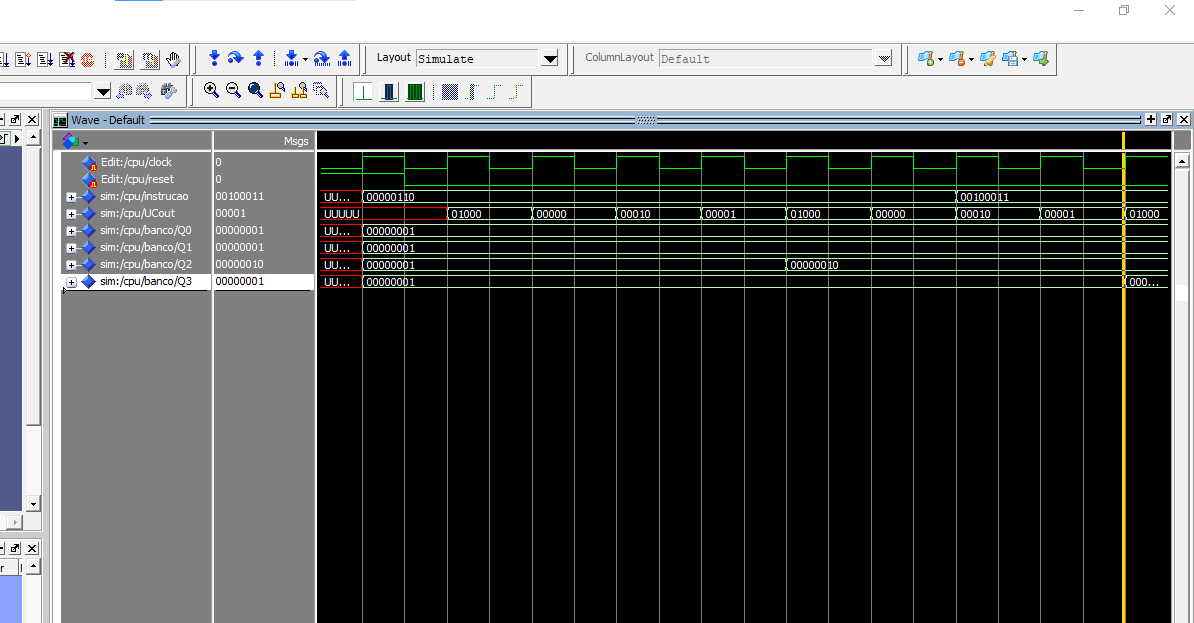 Layout Simulate ColumnLayout Default
Wave - Default
Msgs
Edit:/cpu/clock 0
Edit:/cpu/reset 0
sim:/cpu/instrucao 00100011 UU... 00000110 00100011
sim:/cpu/UCout 00001 UUUUU 01000 00000 00010 00001 01000 00000 00010 00001 01000
sim:/cpu/banco/Q0 00000001 UU... 00000001
sim:/cpu/banco/Q1 00000001 UU... 00000001
sim:/cpu/banco/Q2 00000010 UU... 00000001 00000010
sim:/cpu/banco/Q3 00000001 UU... 00000001 000...